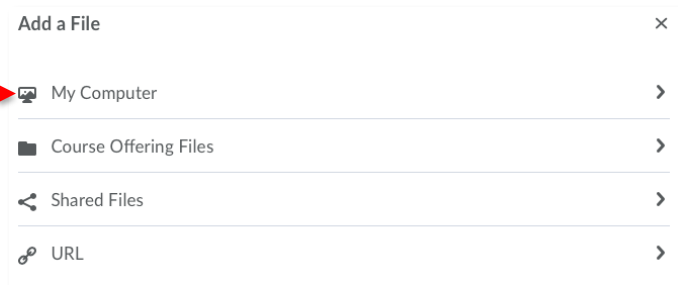 Add a File
My Computer
Course Offering Files
Shared Files
URL